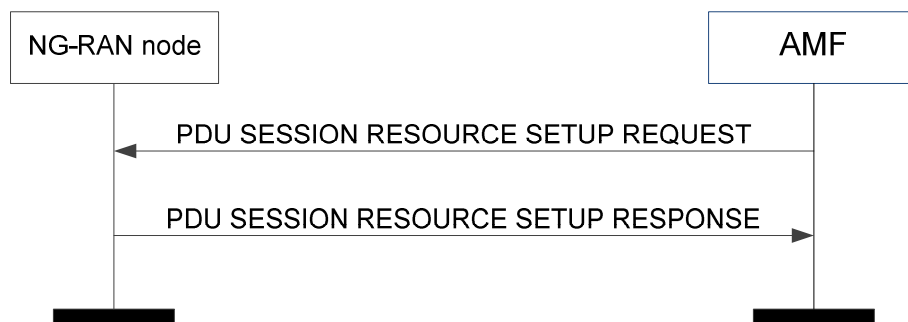 NG-RAN node
AMF
PDU SESSION RESOURCE SETUP REQUEST
PDU SESSION RESOURCE SETUP RESPONSE